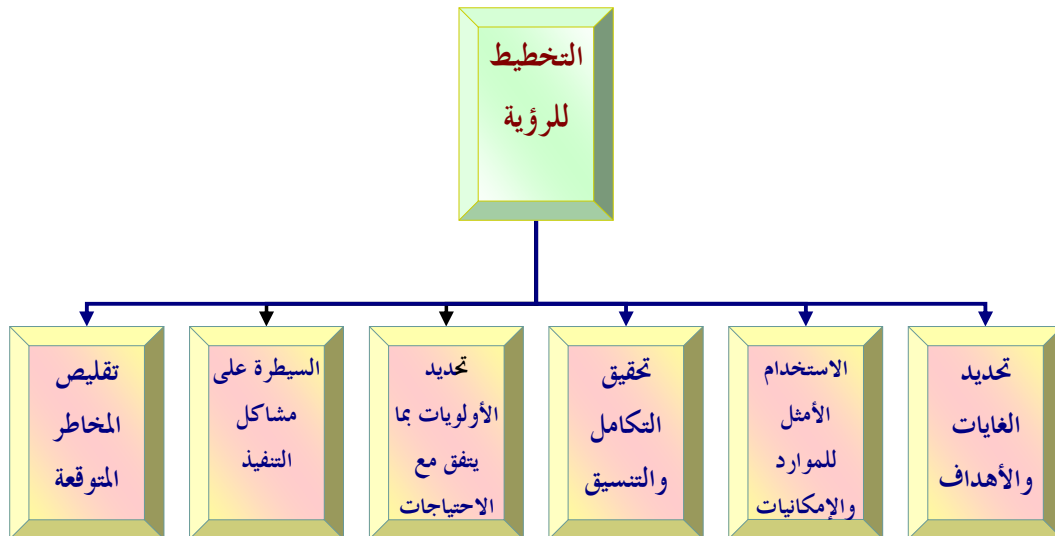 التخطيط
للرؤية
تحديد
الغايات
والأهداف
الاستخدام
الأمثل
للموارد
والإمكانيات
تحقيق
التكامل
والتنسيق
تحديد
الأولويات بما
يتفق مع
الاحتياجات
السيطرة على
مشاكل
التنفيذ
تقليص
المخاطر
المتوقعة